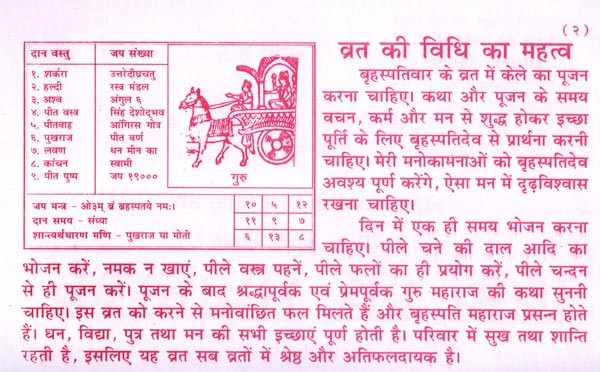 ( २ )
व्रत की विधि का महत्व
दान वस्तु जप संख्या
१. शर्करा उत्तरेदीघ्रचतु
२. हल्दी रस्व मंडल
३. अश्व अंगुल ६
४. पीत वस्त्र सिंह देशोद्भव
५. पीतवाह आंगिरस गोत्र
६. पुखराज पीत वर्ण
७. लवण धन मीन का
८. कांचन स्वामी
९. पीत पुष्प जप १९०००
गुरु
जप मन्त्र - ओ३म् ब्रं ब्रहस्पतये नमः। १० ५ १२
दान समय - संध्या ११ ९ ७
शान्त्यर्थधारण मणि - पुखराज या मोती ६ १३ ८
बृहस्पतिवार के व्रत में केले का पूजन
करना चाहिए। कथा और पूजन के समय
वचन, कर्म और मन से शुद्ध होकर इच्छा
पूर्ति के लिए बृहस्पतिदेव से प्रार्थना करनी
चाहिए। मेरी मनोकामनाओं को बृहस्पतिदेव
अवश्य पूर्ण करेंगे, ऐसा मन में दृढ़विश्वास
रखना चाहिए।
दिन में एक ही समय भोजन करना
चाहिए। पीले चने की दाल आदि का
भोजन करें, नमक न खाएं, पीले वस्त्र पहनें, पीले फलों का ही प्रयोग करें, पीले चन्दन
से ही पूजन करें। पूजन के बाद श्रद्धापूर्वक एवं प्रेमपूर्वक गुरु महाराज की कथा सुननी
चाहिए। इस व्रत को करने से मनोवांछित फल मिलते हैं और बृहस्पति महाराज प्रसन्न होते
हैं। धन, विद्या, पुत्र तथा मन की सभी इच्छाएं पूर्ण होती है। परिवार में सुख तथा शान्ति
रहती है, इसलिए यह व्रत सब व्रतों में श्रेष्ठ और अतिफलदायक है।